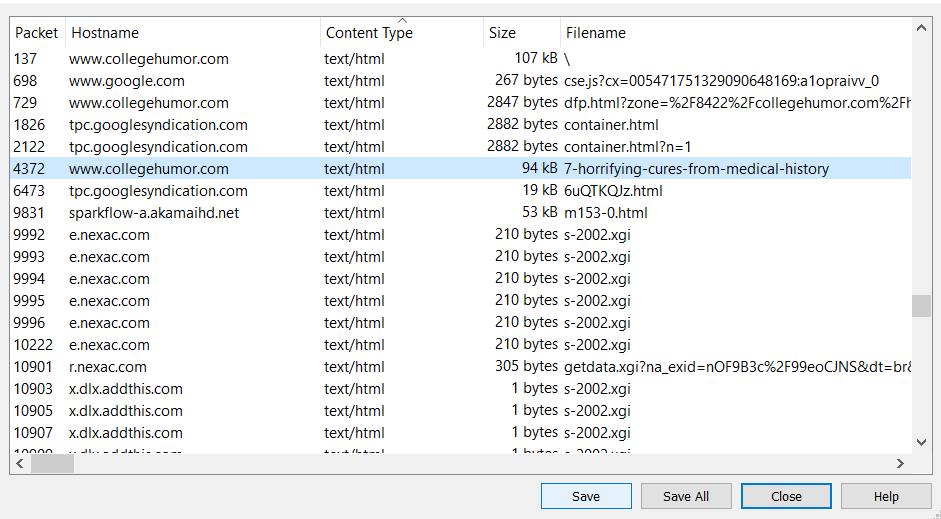 Packet Hostname Content Type Size Filename
137 www.collegehumor.com text/html 107 kB \
698 www.google.com text/html 267 bytes cse.js?cx=005471751329090648169:a1opraivv_0
729 www.collegehumor.com text/html 2847 bytes dfp.html?zone=%2F8422%2Fcollegehumor.com%2Fh
1826 tpc.googlesyndication.com text/html 2882 bytes container.html
2122 tpc.googlesyndication.com text/html 2882 bytes container.html?n=1
4372 www.collegehumor.com text/html 94 kB 7-horrifying-cures-from-medical-history
6473 tpc.googlesyndication.com text/html 19 kB 6uQTKQJz.html
9831 sparkflow-a.akamaihd.net text/html 53 kB m153-0.html
9992 e.nexac.com text/html 210 bytes s-2002.xgi
9993 e.nexac.com text/html 210 bytes s-2002.xgi
9994 e.nexac.com text/html 210 bytes s-2002.xgi
9995 e.nexac.com text/html 210 bytes s-2002.xgi
9996 e.nexac.com text/html 210 bytes s-2002.xgi
10222 e.nexac.com text/html 210 bytes s-2002.xgi
10901 r.nexac.com text/html 305 bytes getdata.xgi?na_exid=nOF9B3c%2F99eoCJNS&dt=br&
10903 x.dlx.addthis.com text/html 1 bytes s-2002.xgi
10905 x.dlx.addthis.com text/html 1 bytes s-2002.xgi
10907 x.dlx.addthis.com text/html 1 bytes s-2002.xgi
10909 x.dlx.addthis.com text/html 1 bytes s-2002.xgi
Save Save All Close Help